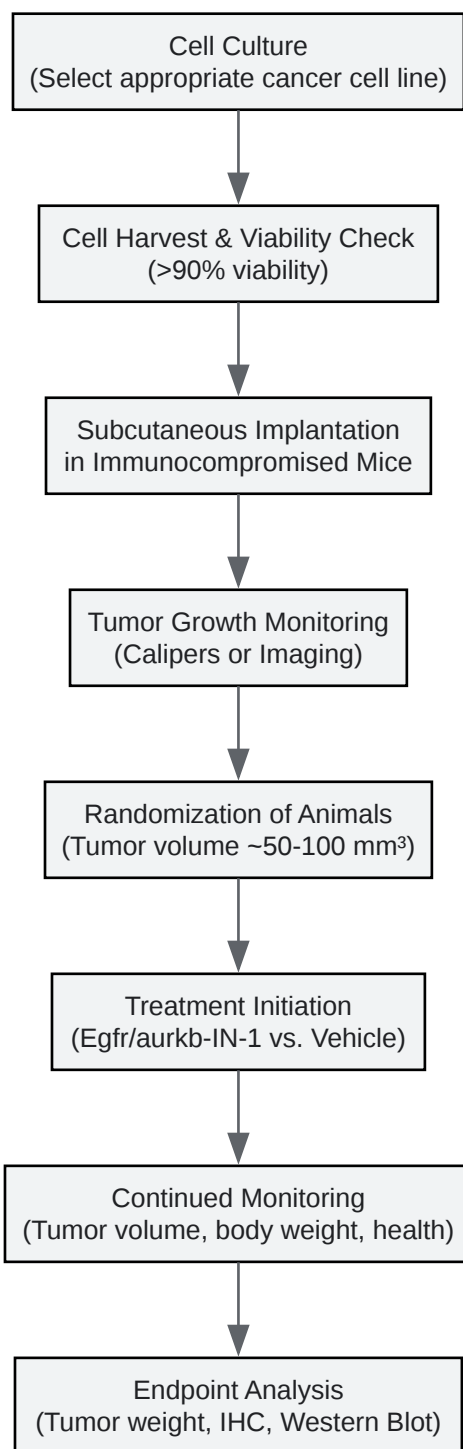 Cell Culture
(Select appropriate cancer cell line)
Cell Harvest & Viability Check
(>90% viability)
Subcutaneous Implantation
in Immunocompromised Mice
Tumor Growth Monitoring
(Calipers or Imaging)
Randomization of Animals
(Tumor volume ~50-100 mm³)
Treatment Initiation
(Egfr/aurkb-IN-1 vs. Vehicle)
Continued Monitoring
(Tumor volume, body weight, health)
Endpoint Analysis
(Tumor weight, IHC, Western Blot)